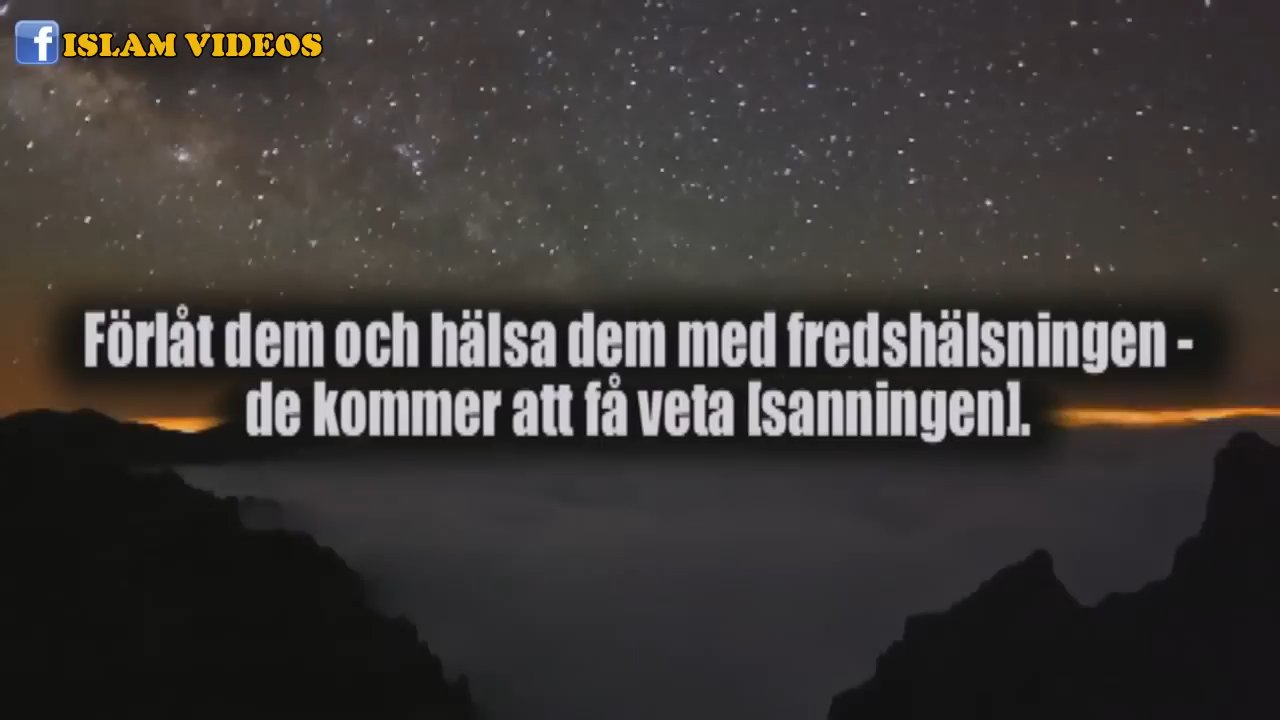 f ISLAM VIDEOS
Förlåt dem och hälsa dem med fredshälsningen -
de kommer att få veta [sanningen].